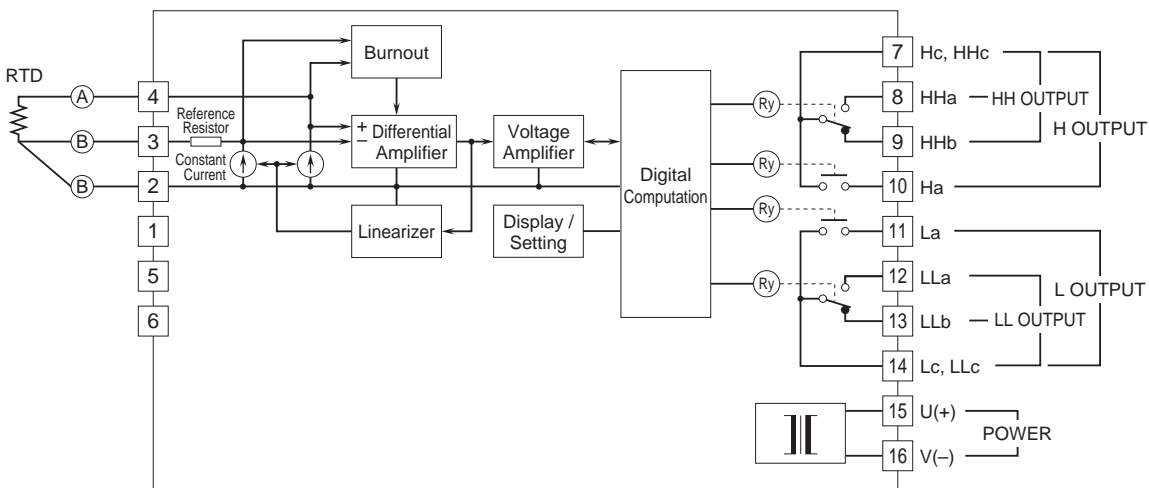 RTD
A
B
B
4
3
2
1
5
6
Reference
Resistor
Constant
Current
Burnout
+
−
Differential
Amplifier
Voltage
Amplifier
Linearizer
Display /
Setting
Digital
Computation
Ry
Ry
Ry
Ry
7 Hc, HHc
8 HHa
9 HHb
10 Ha
HH OUTPUT
H OUTPUT
11 La
12 LLa
13 LLb
14 Lc, LLc
LL OUTPUT
L OUTPUT
15 U(+)
16 V(–)
POWER